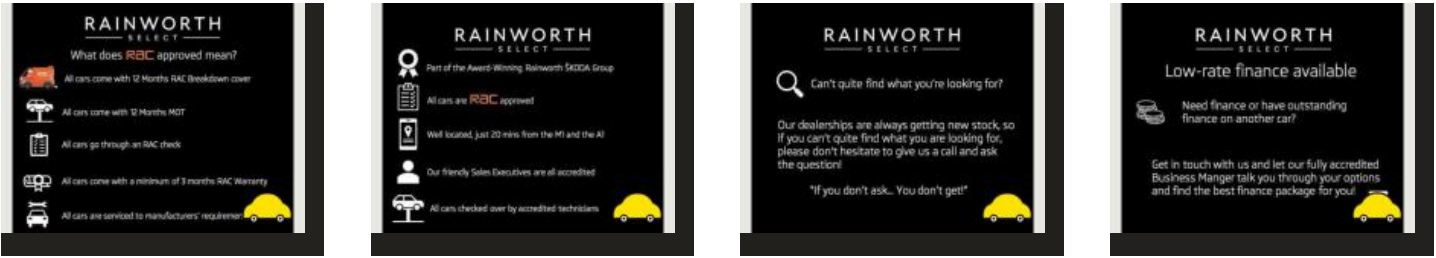 RAINWORTH
SELECT
What does RAC approved mean?
All cars come with 12 Months RAC Breakdown cover
All cars come with 12 Months MOT
All cars go through an RAC check
All cars come with a minimum of 3 months RAC Warranty
All cars are serviced to manufacturers' requiremen
RAINWORTH
SELECT
Part of the Award-Winning Rainworth ŠKODA Group
All cars are RAC approved
Well located, just 20 mins from the M1 and the A1
Our friendly Sales Executives are all accredited
All cars checked over by accredited technicians
RAINWORTH
SELECT
Can't quite find what you're looking for?
Our dealerships are always getting new stock, so
if you can't quite find what you are looking for,
please don't hesitate to give us a call and ask
the question!
"If you don't ask... You don't get!"
RAINWORTH
SELECT
Low-rate finance available
Need finance or have outstanding
finance on another car?
Get in touch with us and let our fully accredited
Business Manger talk you through your options
and find the best finance package for you!